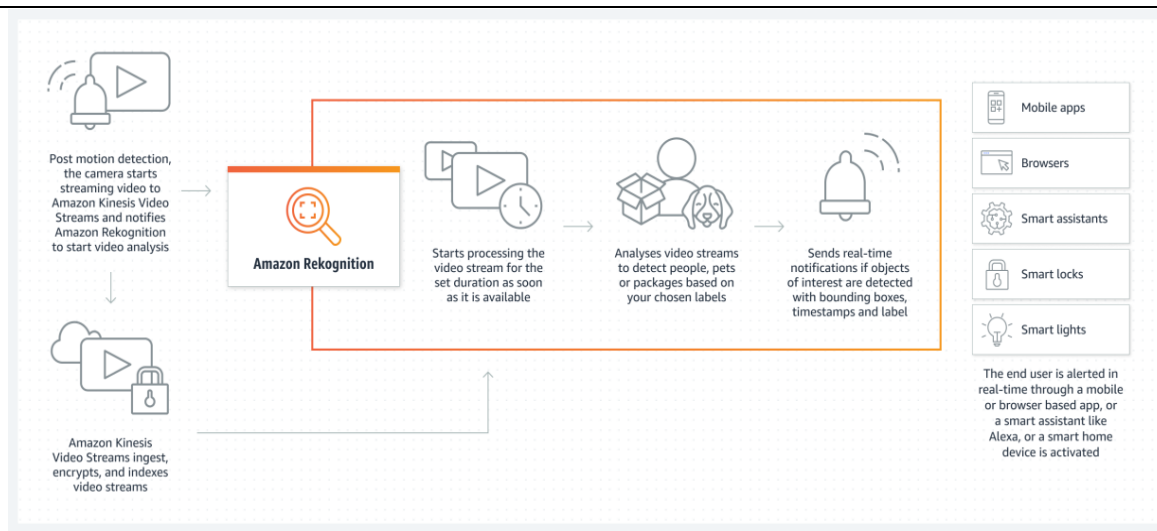 Post motion detection,
the camera starts
streaming video to
Amazon Kinesis Video
Streams and notifies
Amazon Rekognition
to start video analysis
Amazon Kinesis
Video Streams ingest,
encrypts, and indexes
video streams
Amazon Rekognition
Starts processing the
video stream for the
set duration as soon
as it is available
Analyses video streams
to detect people, pets
or packages based on
your chosen labels
Sends real-time
notifications if objects
of interest are detected
with bounding boxes,
timestamps and label
Mobile apps
Browsers
Smart assistants
Smart locks
Smart lights
The end user is alerted in
real-time through a mobile
or browser based app, or
a smart assistant like
Alexa, or a smart home
device is activated